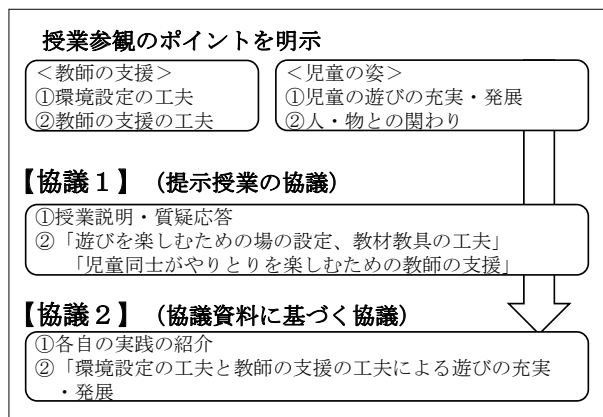 授業参観のポイントを明示
＜教師の支援＞
①環境設定の工夫
②教師の支援の工夫
＜児童の姿＞
①児童の遊びの充実・発展
②人・物との関わり
【協議１】（提示授業の協議）
①授業説明・質疑応答
②「遊びを楽しむための場の設定、教材教具の工夫」
「児童同士がやりとりを楽しむための教師の支援」
【協議２】（協議資料に基づく協議）
①各自の実践の紹介
②「環境設定の工夫と教師の支援の工夫による遊びの充実
・発展